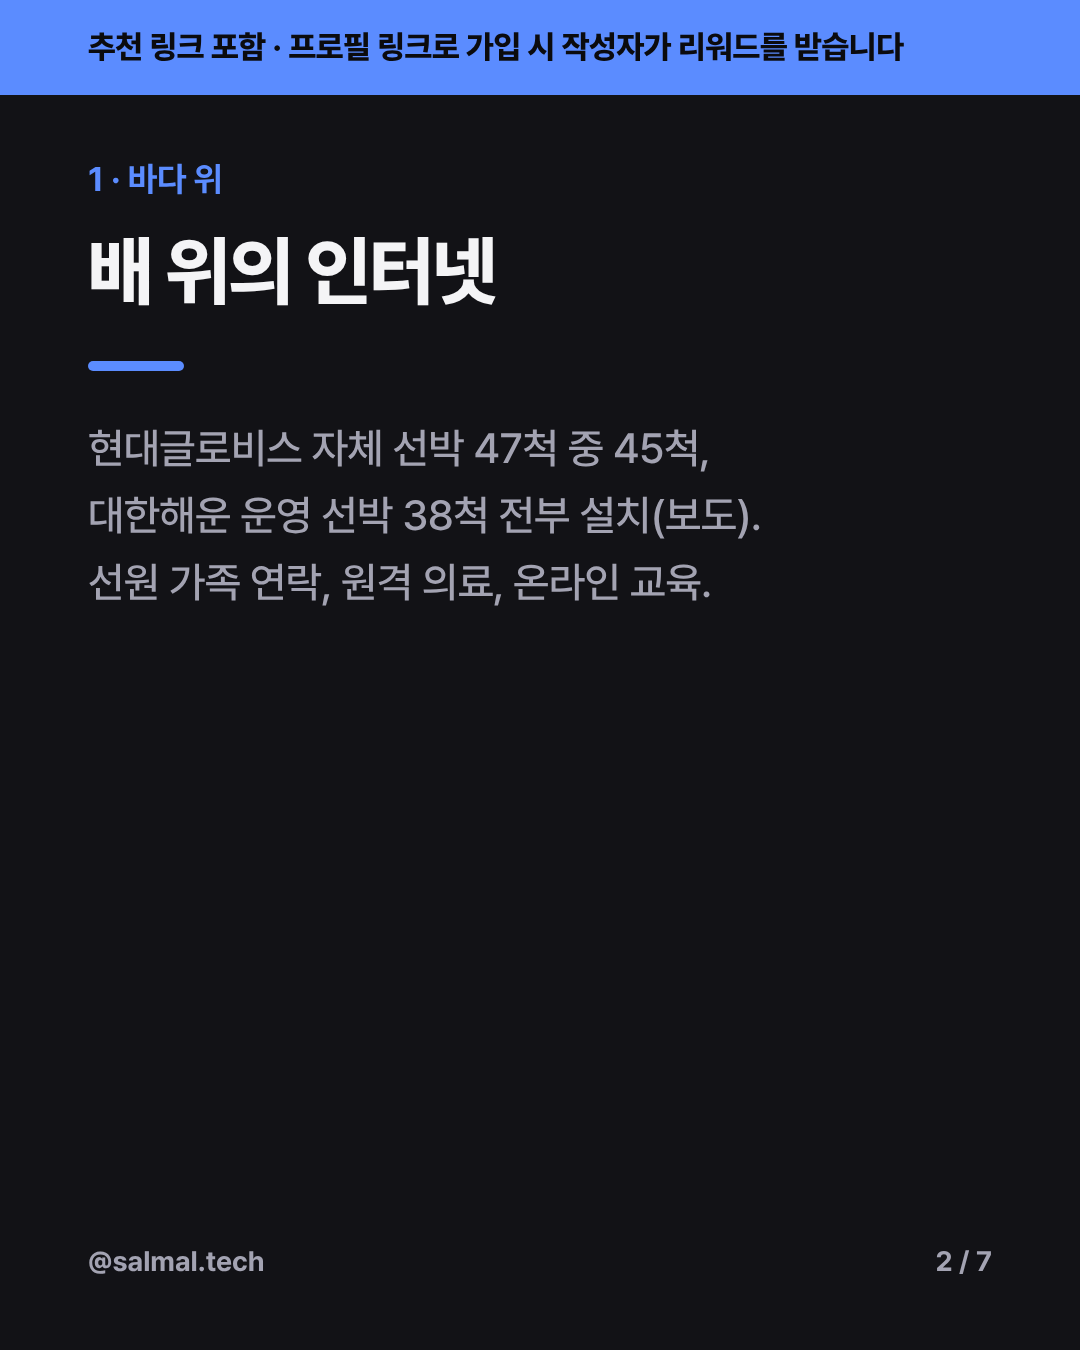 추천 링크 포함 · 프로필 링크로 가입 시 작성자가 리워드를 받습니다
1 · 바다 위
배 위의 인터넷
현대글로비스 자체 선박 47척 중 45척,
대한해운 운영 선박 38척 전부 설치(보도).
선원 가족 연락, 원격 의료, 온라인 교육.
@salmal.tech
2 / 7